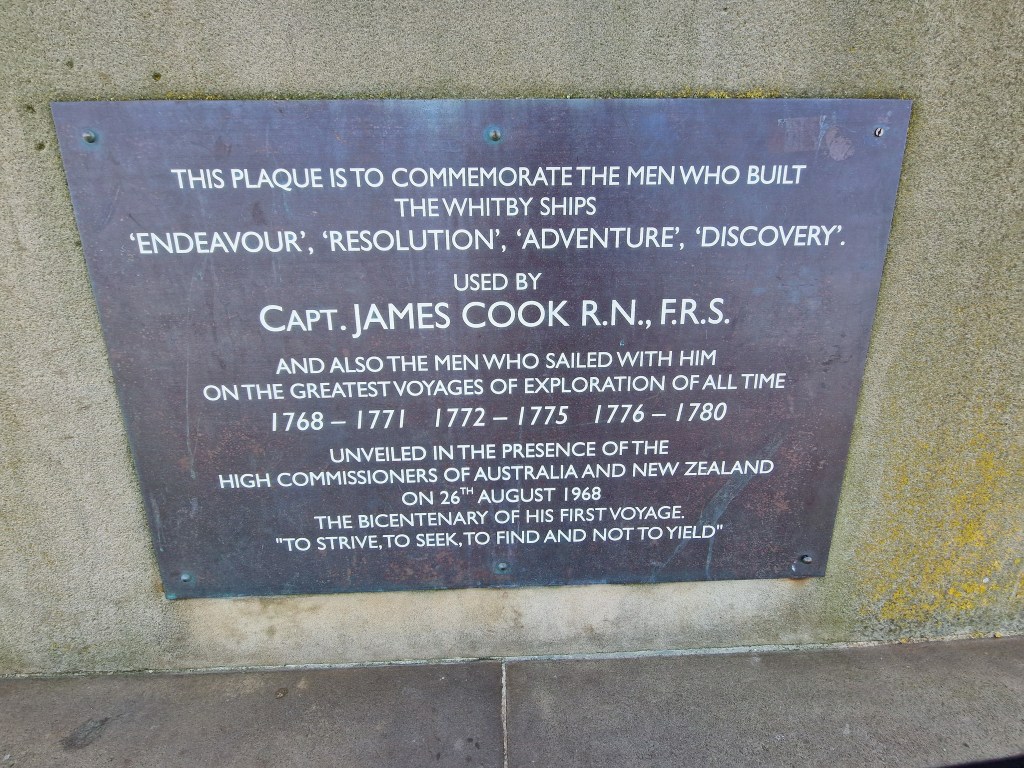 THIS PLAQUE IS TO COMMEMORATE THE MEN WHO BUILT
THE WHITBY SHIPS
‘ENDEAVOUR’, ‘RESOLUTION’, ‘ADVENTURE’, ‘DISCOVERY’.
USED BY
CAPT. JAMES COOK R.N., F.R.S.
AND ALSO THE MEN WHO SAILED WITH HIM
ON THE GREATEST VOYAGES OF EXPLORATION OF ALL TIME
1768 – 1771 1772 – 1775 1776 – 1780
UNVEILED IN THE PRESENCE OF THE
HIGH COMMISSIONERS OF AUSTRALIA AND NEW ZEALAND
ON 26TH AUGUST 1968
THE BICENTENARY OF HIS FIRST VOYAGE.
"TO STRIVE, TO SEEK, TO FIND AND NOT TO YIELD"